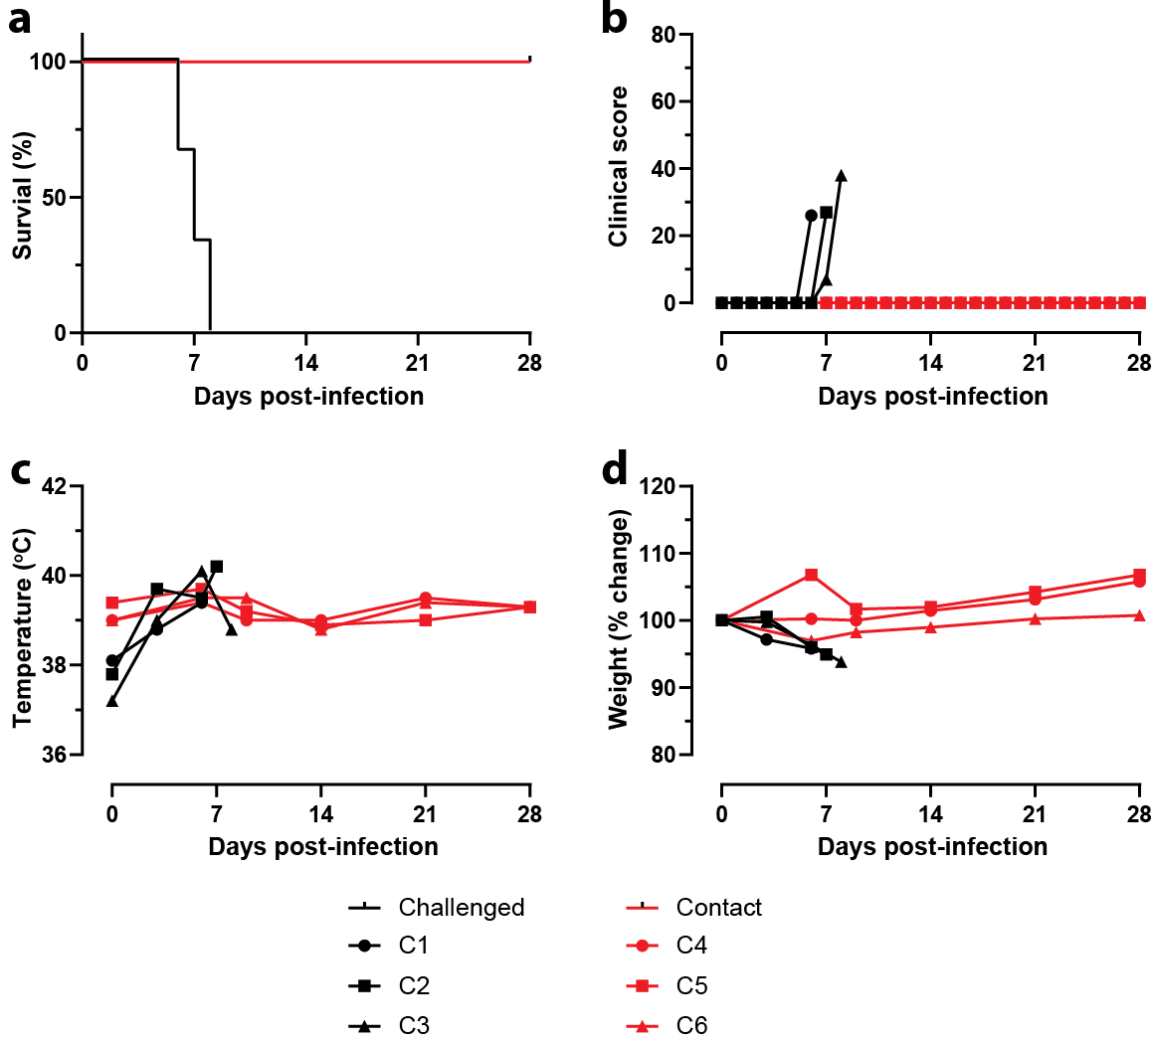 a
100
50
0
Survial (%)
0 7 14 21 28
Days post-infection
b
80
60
40
20
0
Clinical score
0 7 14 21 28
Days post-infection
c
42
40
38
36
Temperature (°C)
0 7 14 21 28
Days post-infection
d
120
110
100
90
80
Weight (% change)
0 7 14 21 28
Days post-infection
Challenged
C1
C2
C3
Contact
C4
C5
C6